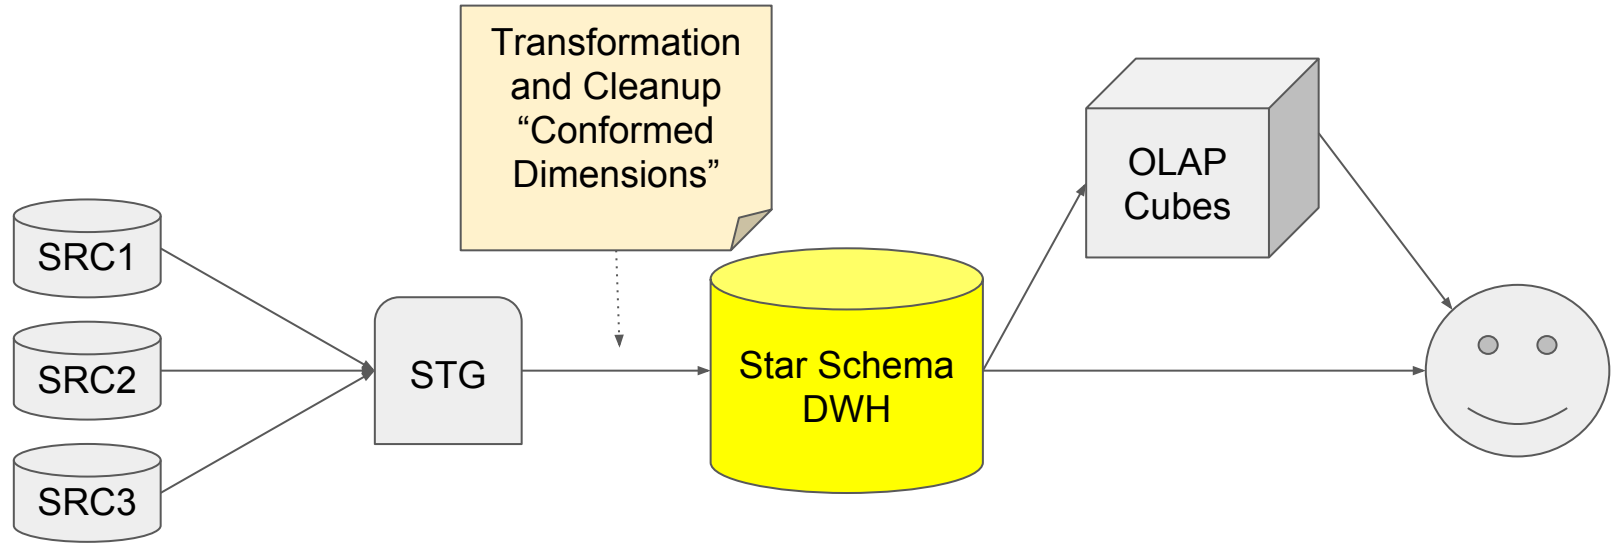 Transformation
and Cleanup
“Conformed
Dimensions”
OLAP
Cubes
SRC1
SRC2
SRC3
STG
Star Schema
DWH